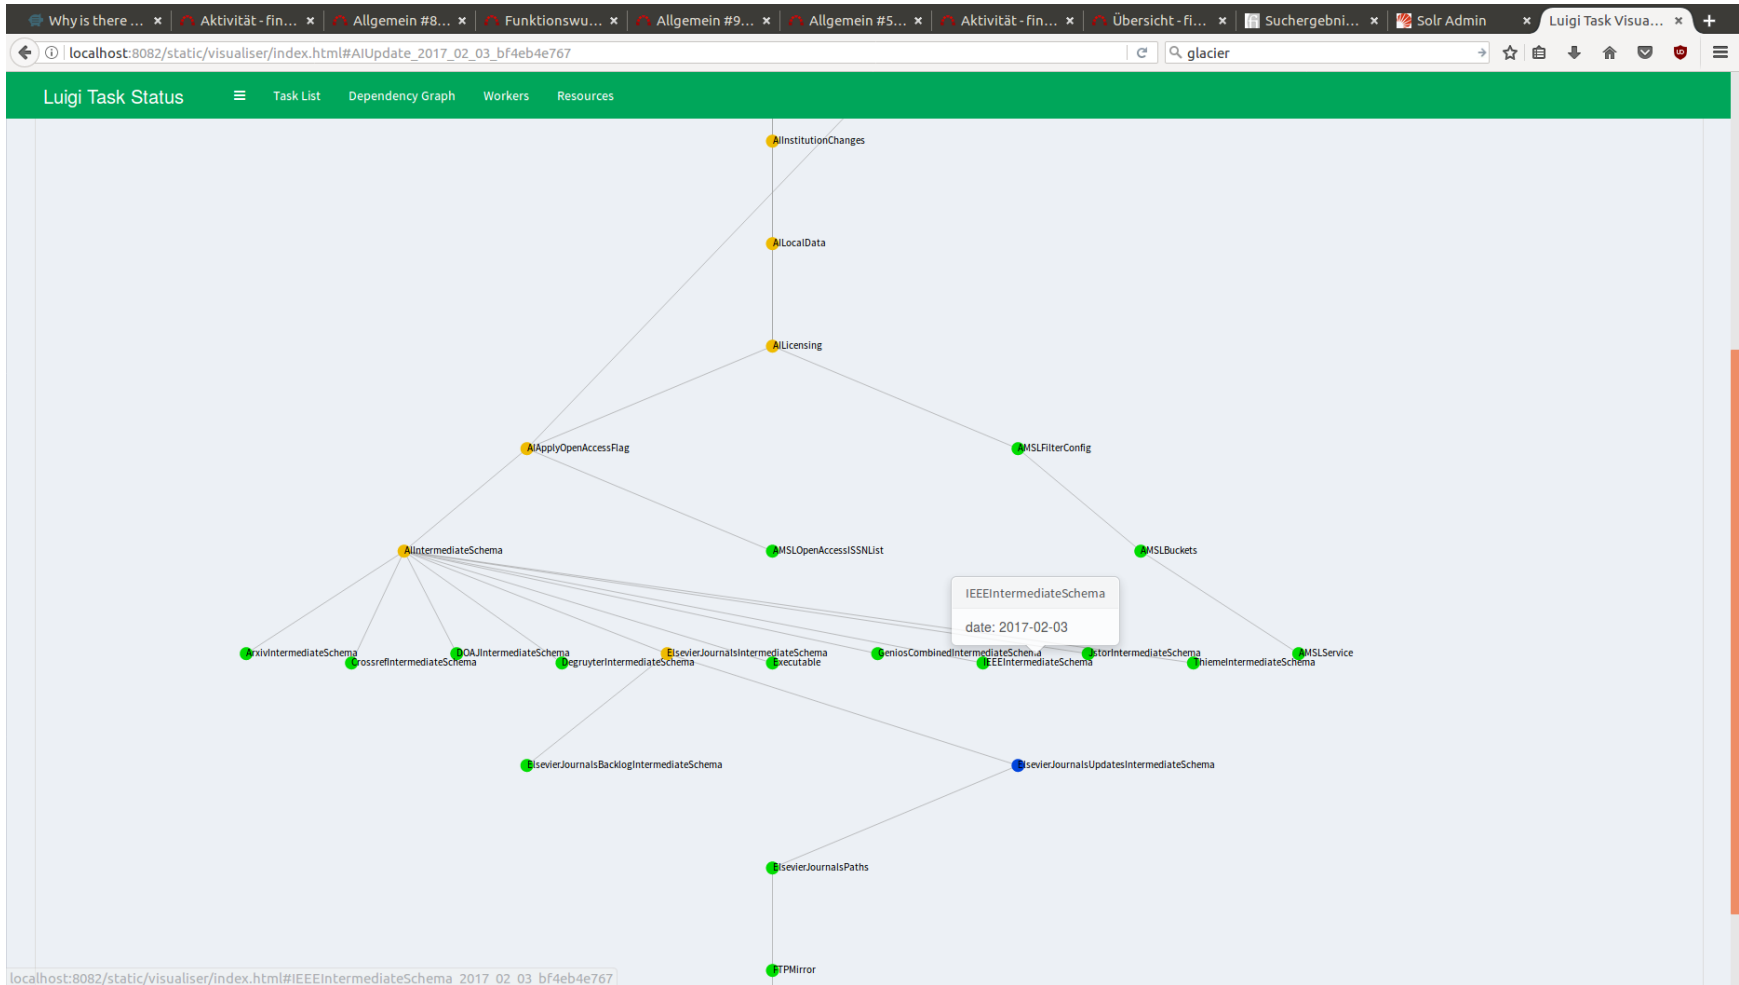 Why is there ... Aktivität - fin... Allgemein #8... Funktionswu... Allgemein #9... Allgemein #5... Aktivität - fin... Übersicht - fi... Suchergebni... Solr Admin Luigi Task Visua...
localhost:8082/static/visualiser/index.html#AIUpdate_2017_02_03_bf4eb4e767 glacier
Luigi Task Status Task List Dependency Graph Workers Resources
AIInstitutionChanges
AILocalData
AILicensing
AIApplyOpenAccessFlag AMSLFilterConfig
AIIntermediateSchema AMSLOpenAccessISSNList AMSLBuckets
IEEEIntermediateSchema
date: 2017-02-03
ArxivIntermediateSchema DOAJIntermediateSchema ElsevierJournalsIntermediateSchema GeniosCombinedIntermediateSchema JstorIntermediateSchema AMSLService
CrossrefIntermediateSchema DegruyterIntermediateSchema Executable IEEEIntermediateSchema ThiemeIntermediateSchema
ElsevierJournalsBacklogIntermediateSchema ElsevierJournalsUpdatesIntermediateSchema
ElsevierJournalsPaths
FTPMirror
localhost:8082/static/visualiser/index.html#IEEEIntermediateSchema_2017_02_03_bf4eb4e767